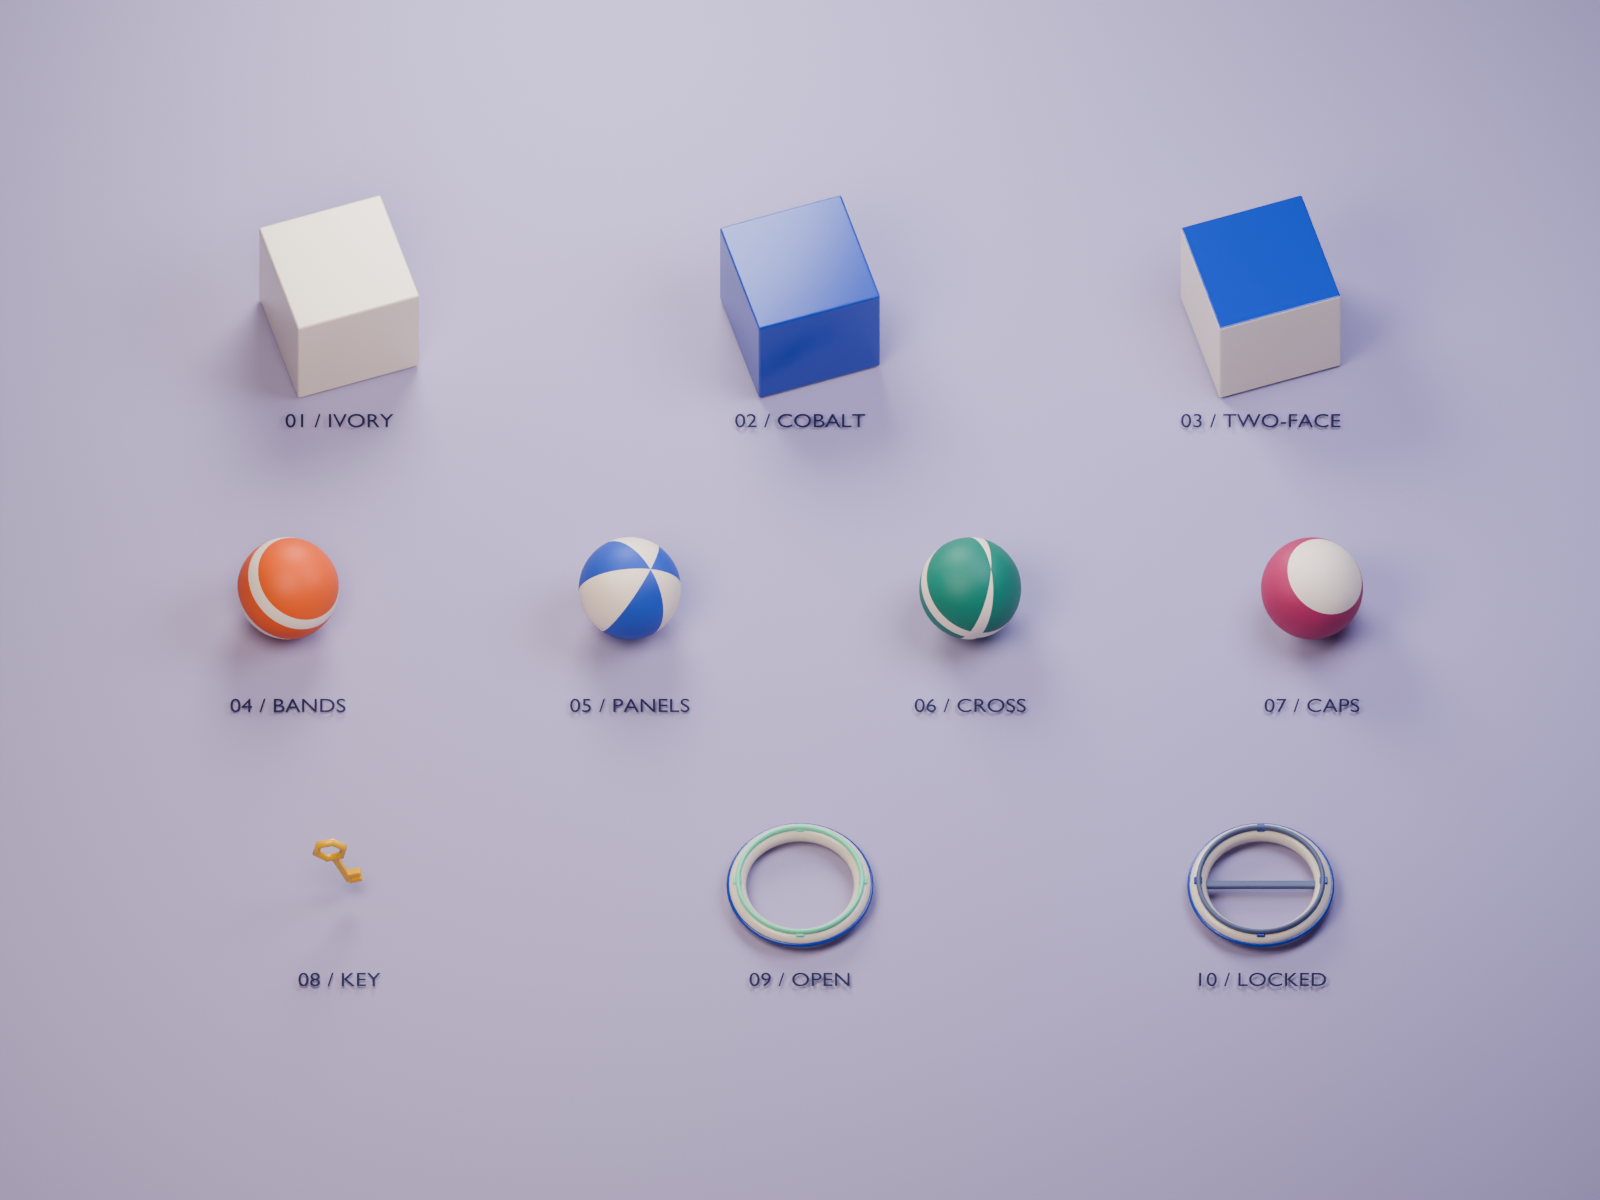 01 / IVORY
02 / COBALT
03 / TWO-FACE
04 / BANDS
05 / PANELS
06 / CROSS
07 / CAPS
08 / KEY
09 / OPEN
10 / LOCKED